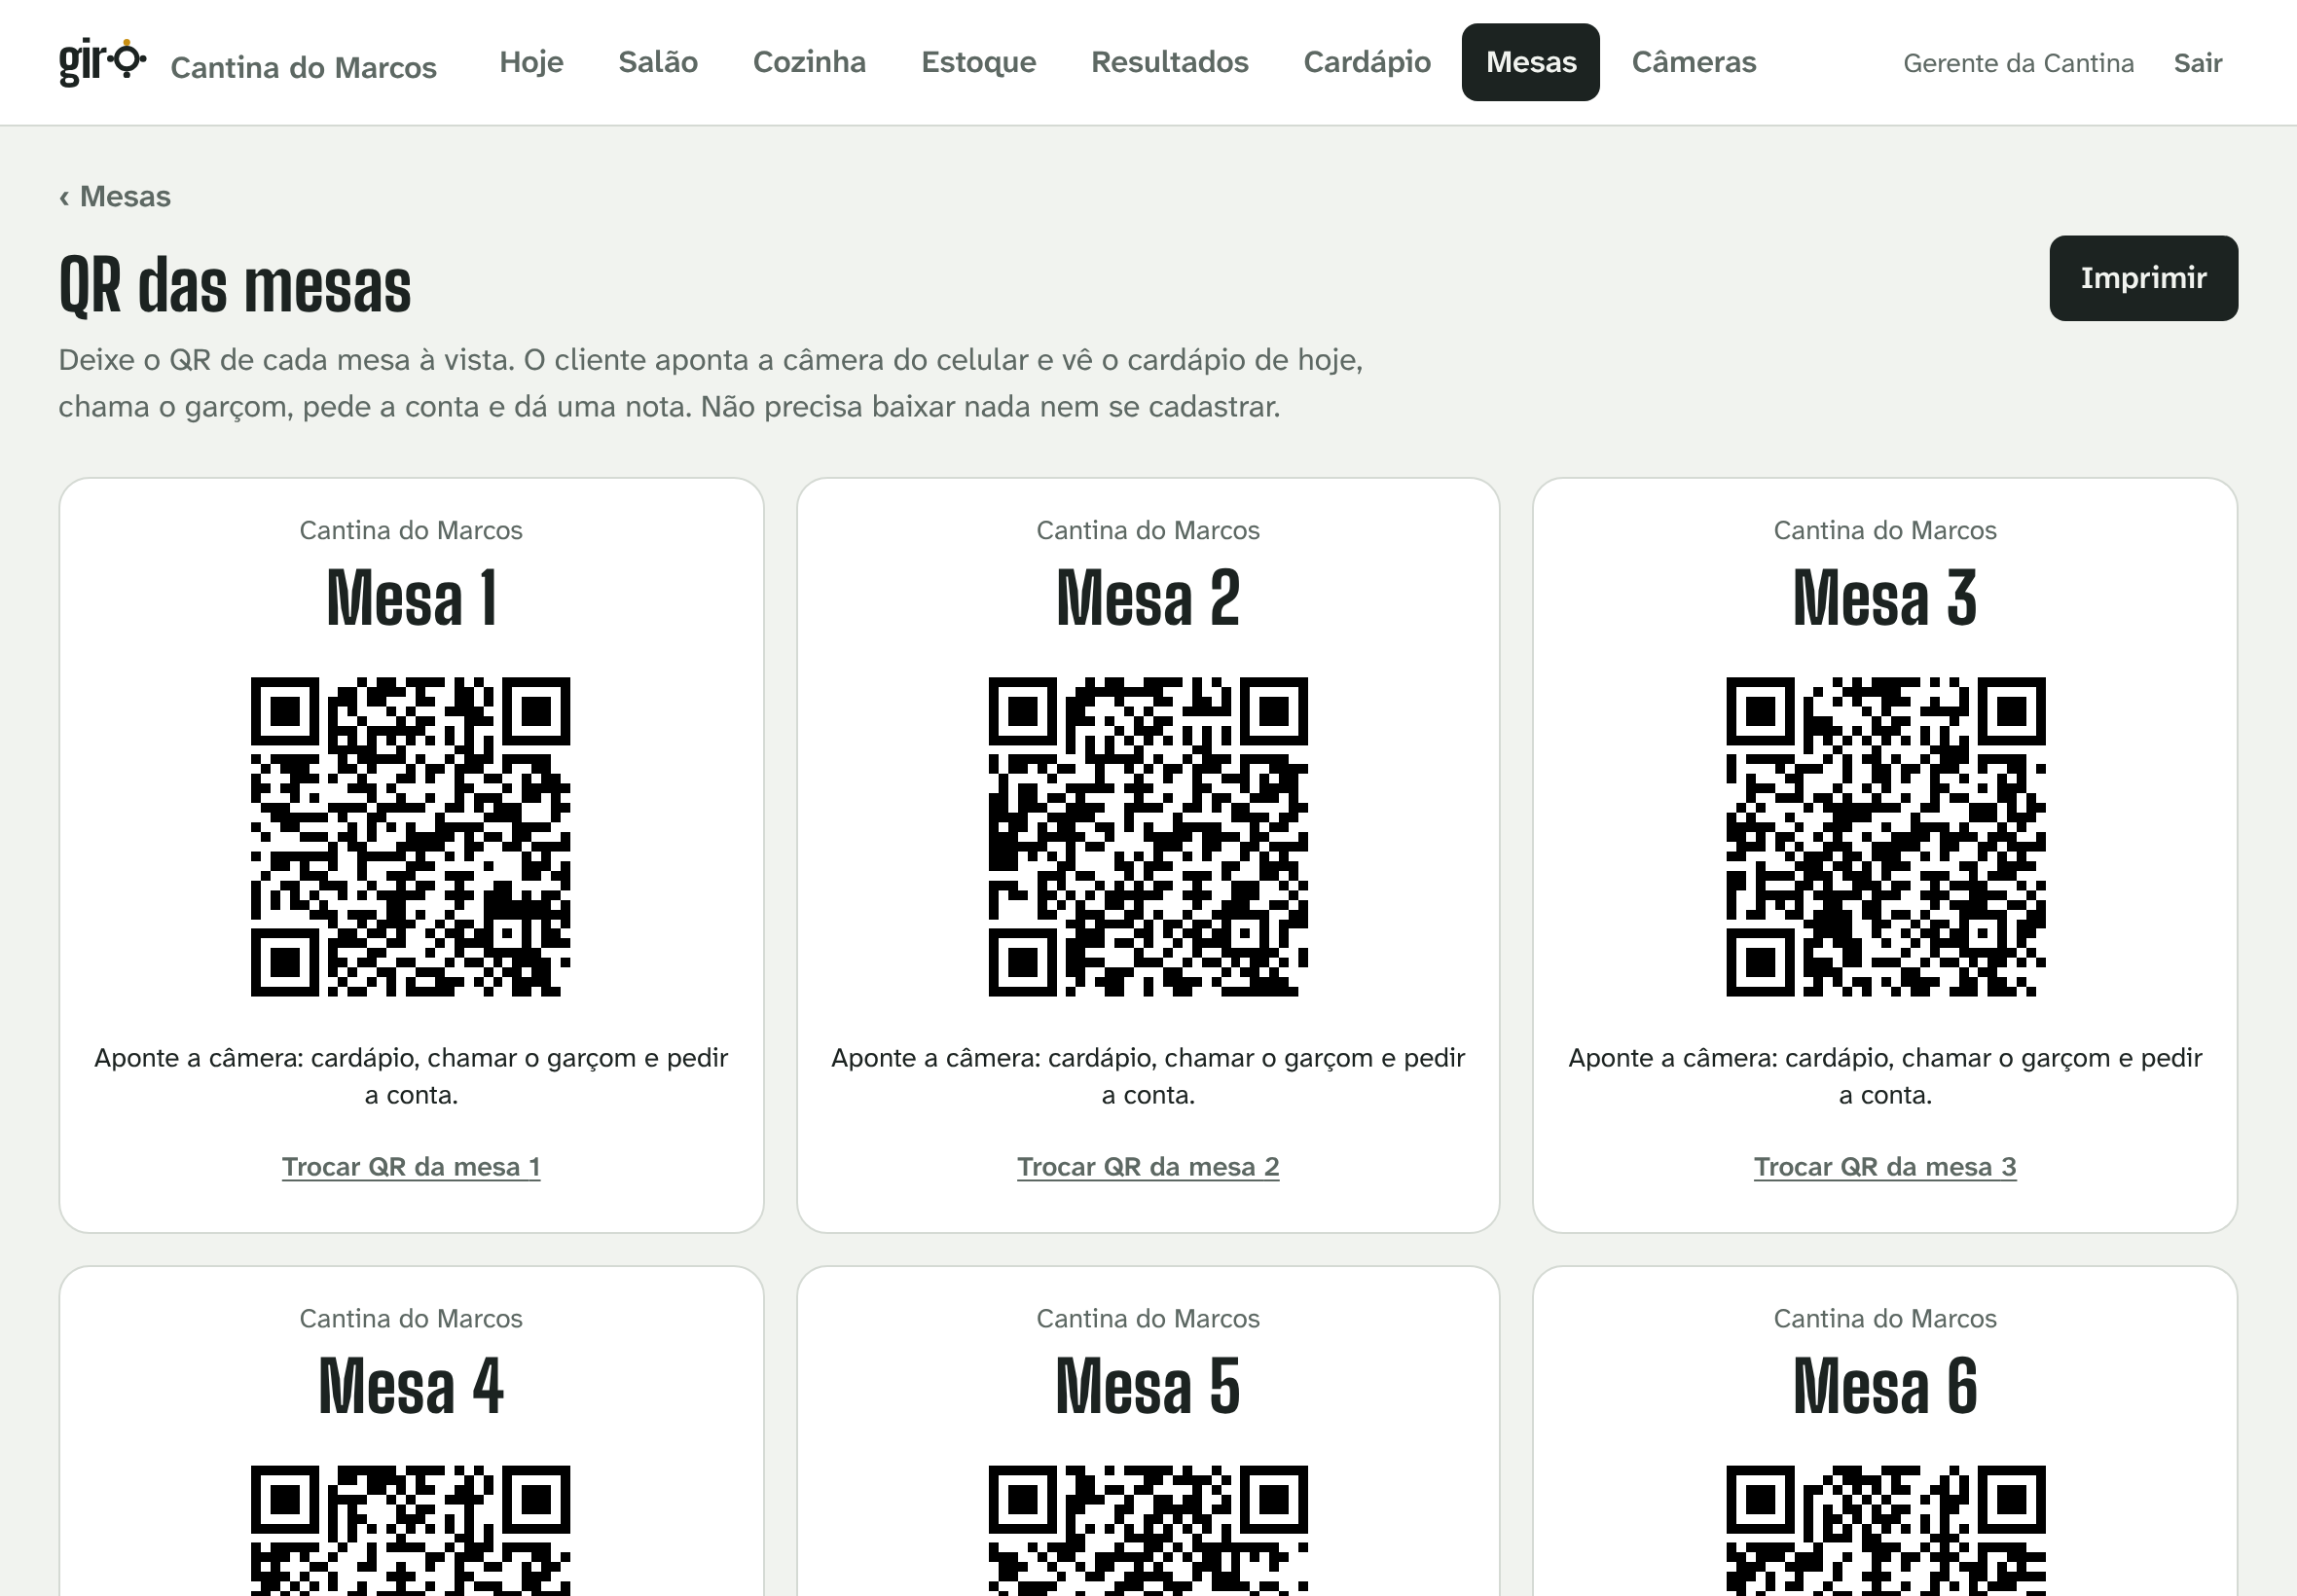 giro Cantina do Marcos Hoje Salão Cozinha Estoque Resultados Cardápio Mesas Câmeras Gerente da Cantina Sair
‹ Mesas
QR das mesas
Imprimir
Deixe o QR de cada mesa à vista. O cliente aponta a câmera do celular e vê o cardápio de hoje,
chama o garçom, pede a conta e dá uma nota. Não precisa baixar nada nem se cadastrar.
Cantina do Marcos
Mesa 1
Aponte a câmera: cardápio, chamar o garçom e pedir
a conta.
Trocar QR da mesa 1
Cantina do Marcos
Mesa 2
Aponte a câmera: cardápio, chamar o garçom e pedir
a conta.
Trocar QR da mesa 2
Cantina do Marcos
Mesa 3
Aponte a câmera: cardápio, chamar o garçom e pedir
a conta.
Trocar QR da mesa 3
Cantina do Marcos
Mesa 4
Cantina do Marcos
Mesa 5
Cantina do Marcos
Mesa 6